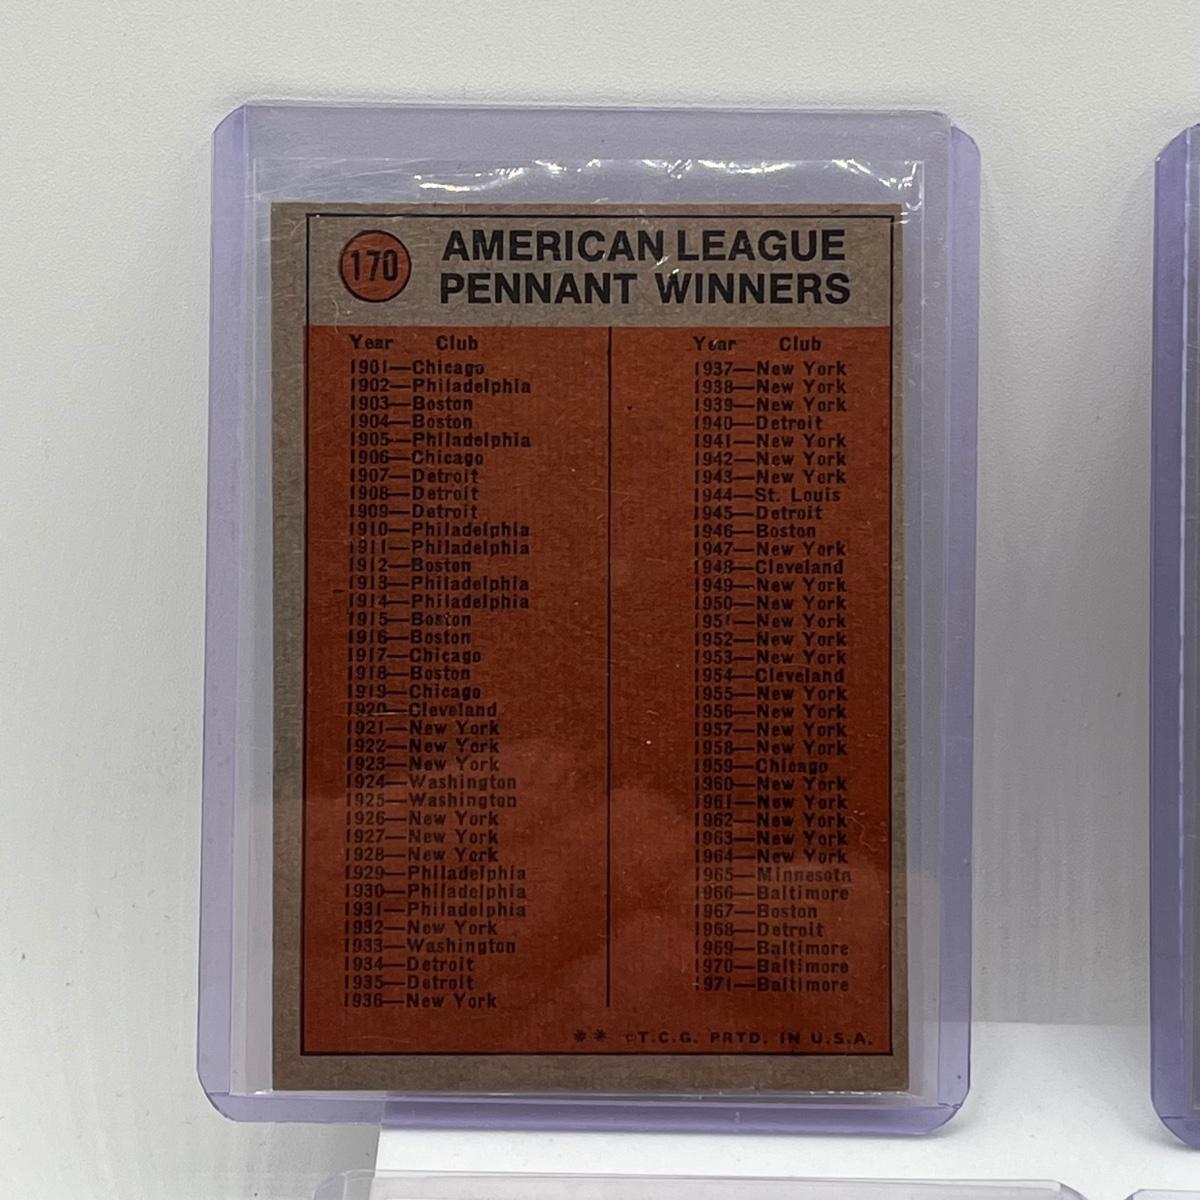 170
AMERICAN LEAGUE
PENNANT WINNERS
Year Club
1901—Chicago
1902—Philadelphia
1903—Boston
1904—Boston
1905—Philadelphia
1906—Chicago
1907—Detroit
1908—Detroit
1909—Detroit
1910—Philadelphia
1911—Philadelphia
1912—Boston
1913—Philadelphia
1914—Philadelphia
1915—Boston
1916—Boston
1917—Chicago
1918—Boston
1919—Chicago
1920—Cleveland
1921—New York
1922—New York
1923—New York
1924—Washington
1925—Washington
1926—New York
1927—New York
1928—New York
1929—Philadelphia
1930—Philadelphia
1931—Philadelphia
1932—New York
1933—Washington
1934—Detroit
1935—Detroit
1936—New York
Year Club
1937—New York
1938—New York
1939—New York
1940—Detroit
1941—New York
1942—New York
1943—New York
1944—St. Louis
1945—Detroit
1946—Boston
1947—New York
1948—Cleveland
1949—New York
1950—New York
1951—New York
1952—New York
1953—New York
1954—Cleveland
1955—New York
1956—New York
1957—New York
1958—New York
1959—Chicago
1960—New York
1961—New York
1962—New York
1963—New York
1964—New York
1965—Minnesota
1966—Baltimore
1967—Boston
1968—Detroit
1969—Baltimore
1970—Baltimore
1971—Baltimore
** ©T.C.G. PRTD. IN U.S.A.